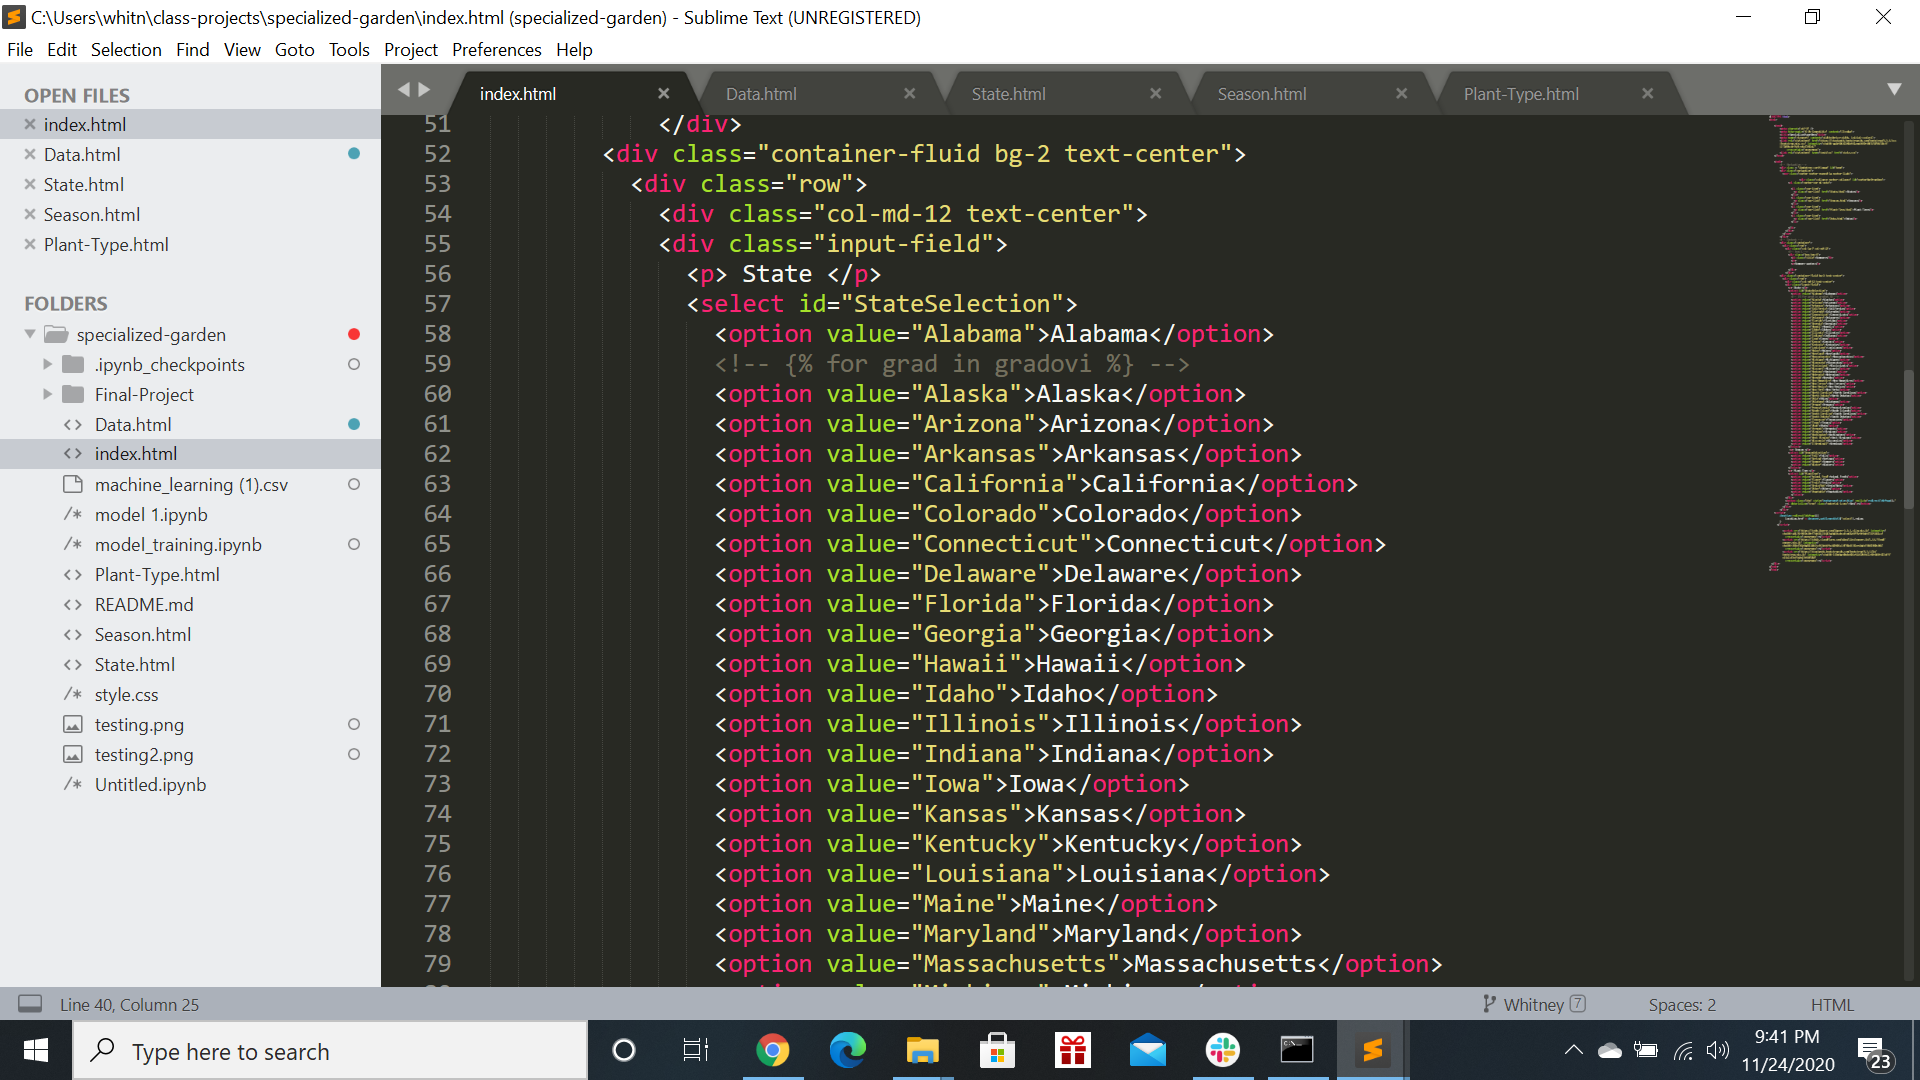 C:\Users\whitn\class-projects\specialized-garden\index.html (specialized-garden) - Sublime Text (UNREGISTERED)
File Edit Selection Find View Goto Tools Project Preferences Help
OPEN FILES
index.html
Data.html
State.html
Season.html
Plant-Type.html
FOLDERS
specialized-garden
.ipynb_checkpoints
Final-Project
<> Data.html
<> index.html
machine_learning (1).csv
/* model 1.ipynb
/* model_training.ipynb
<> Plant-Type.html
<> README.md
<> Season.html
<> State.html
/* style.css
testing.png
testing2.png
/* Untitled.ipynb
index.html Data.html State.html Season.html Plant-Type.html
51 </div>
52 <div class="container-fluid bg-2 text-center">
53 <div class="row">
54 <div class="col-md-12 text-center">
55 <div class="input-field">
56 <p> State </p>
57 <select id="StateSelection">
58 <option value="Alabama">Alabama</option>
59 <!-- {% for grad in gradovi %} -->
60 <option value="Alaska">Alaska</option>
61 <option value="Arizona">Arizona</option>
62 <option value="Arkansas">Arkansas</option>
63 <option value="California">California</option>
64 <option value="Colorado">Colorado</option>
65 <option value="Connecticut">Connecticut</option>
66 <option value="Delaware">Delaware</option>
67 <option value="Florida">Florida</option>
68 <option value="Georgia">Georgia</option>
69 <option value="Hawaii">Hawaii</option>
70 <option value="Idaho">Idaho</option>
71 <option value="Illinois">Illinois</option>
72 <option value="Indiana">Indiana</option>
73 <option value="Iowa">Iowa</option>
74 <option value="Kansas">Kansas</option>
75 <option value="Kentucky">Kentucky</option>
76 <option value="Louisiana">Louisiana</option>
77 <option value="Maine">Maine</option>
78 <option value="Maryland">Maryland</option>
79 <option value="Massachusetts">Massachusetts</option>
Line 40, Column 25 Whitney 7 Spaces: 2 HTML
Type here to search
9:41 PM
11/24/2020
23